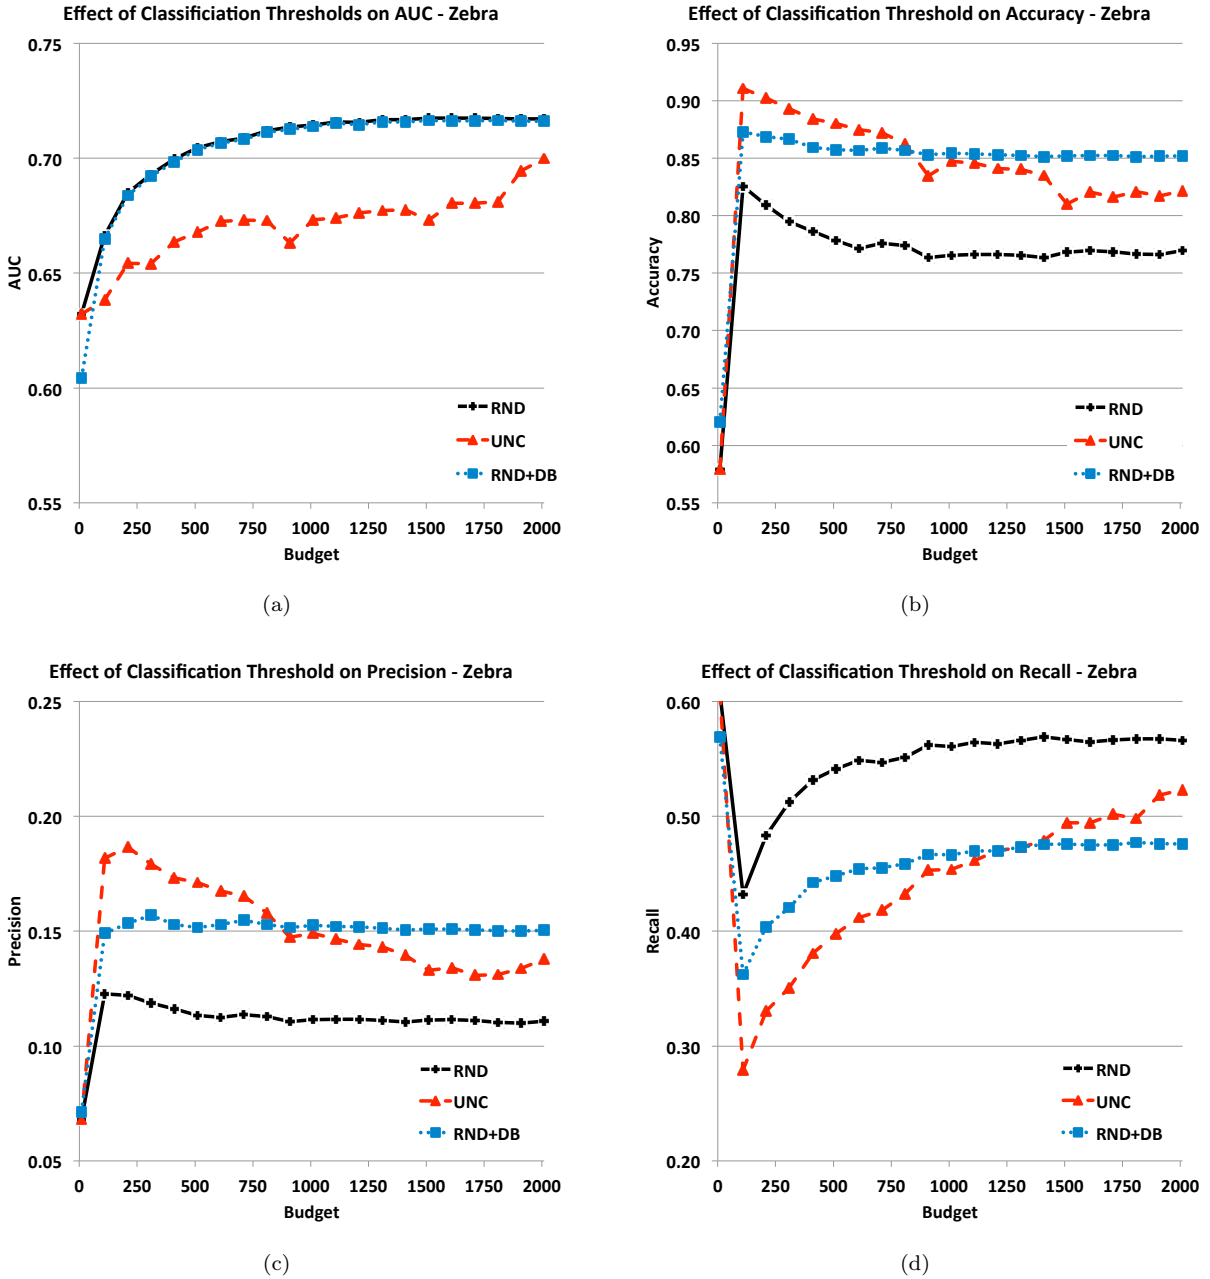 Effect of Classificiation Thresholds on AUC - Zebra
0.75
0.70
0.65
0.60
0.55
AUC
0 250 500 750 1000 1250 1500 1750 2000
Budget
RND
UNC
RND+DB
(a)
Effect of Classification Threshold on Accuracy - Zebra
0.95
0.90
0.85
0.80
0.75
0.70
0.65
0.60
0.55
Accuracy
0 250 500 750 1000 1250 1500 1750 2000
Budget
RND
UNC
RND+DB
(b)
Effect of Classification Threshold on Precision - Zebra
0.25
0.20
0.15
0.10
0.05
Precision
0 250 500 750 1000 1250 1500 1750 2000
Budget
RND
UNC
RND+DB
(c)
Effect of Classification Threshold on Recall - Zebra
0.60
0.50
0.40
0.30
0.20
Recall
0 250 500 750 1000 1250 1500 1750 2000
Budget
RND
UNC
RND+DB
(d)